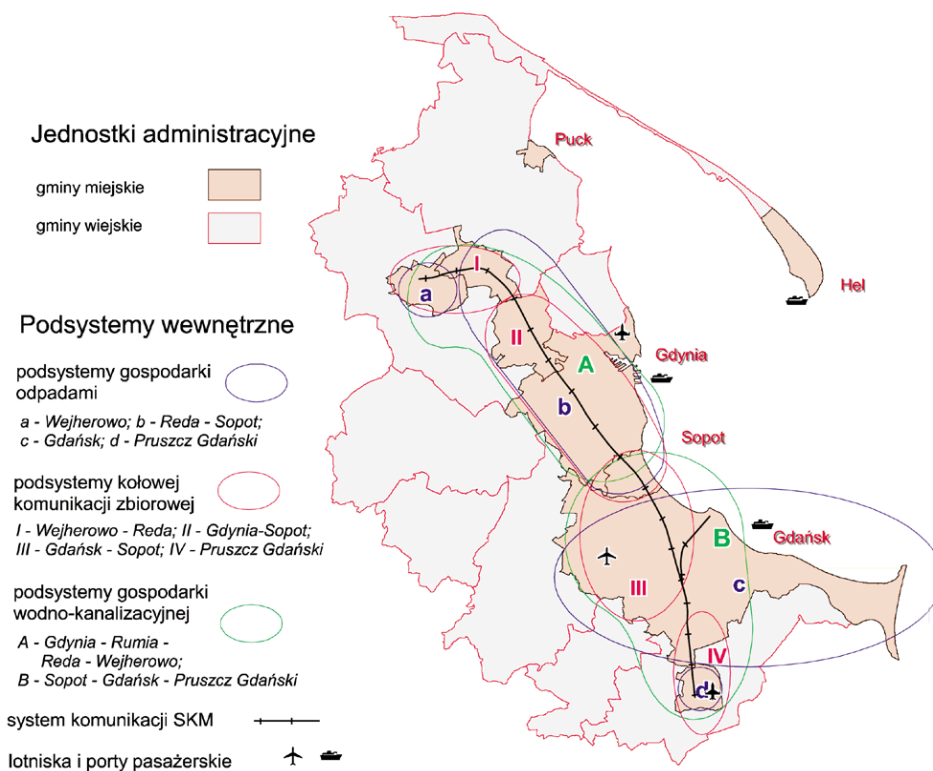 Jednostki administracyjne
gminy miejskie
gminy wiejskie
Podsystemy wewnętrzne
podsystemy gospodarki
odpadami
a - Wejherowo; b - Reda - Sopot;
c - Gdańsk; d - Pruszcz Gdański
podsystemy kołowej
komunikacji zbiorowej
I - Wejherowo - Reda; II - Gdynia-Sopot;
III - Gdańsk - Sopot; IV - Pruszcz Gdański
podsystemy gospodarki
wodno-kanalizacyjnej
A - Gdynia - Rumia -
Reda - Wejherowo;
B - Sopot - Gdańsk - Pruszcz Gdański
system komunikacji SKM
lotniska i porty pasażerskie
Puck
Hel
I
a
II
A
Gdynia
b
Sopot
B
Gdańsk
III
c
IV
d